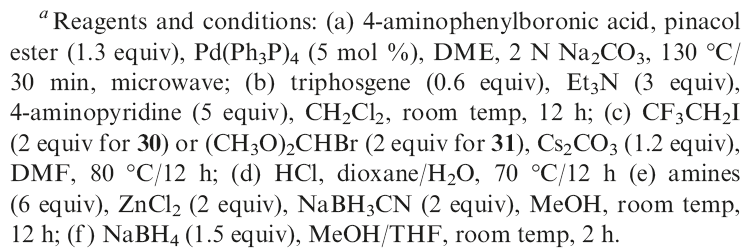 ᵃ Reagents and conditions: (a) 4-aminophenylboronic acid, pinacol
ester (1.3 equiv), Pd(Ph₃P)₄ (5 mol %), DME, 2 N Na₂CO₃, 130 °C/
30 min, microwave; (b) triphosgene (0.6 equiv), Et₃N (3 equiv),
4-aminopyridine (5 equiv), CH₂Cl₂, room temp, 12 h; (c) CF₃CH₂I
(2 equiv for 30) or (CH₃O)₂CHBr (2 equiv for 31), Cs₂CO₃ (1.2 equiv),
DMF, 80 °C/12 h; (d) HCl, dioxane/H₂O, 70 °C/12 h (e) amines
(6 equiv), ZnCl₂ (2 equiv), NaBH₃CN (2 equiv), MeOH, room temp,
12 h; (f) NaBH₄ (1.5 equiv), MeOH/THF, room temp, 2 h.